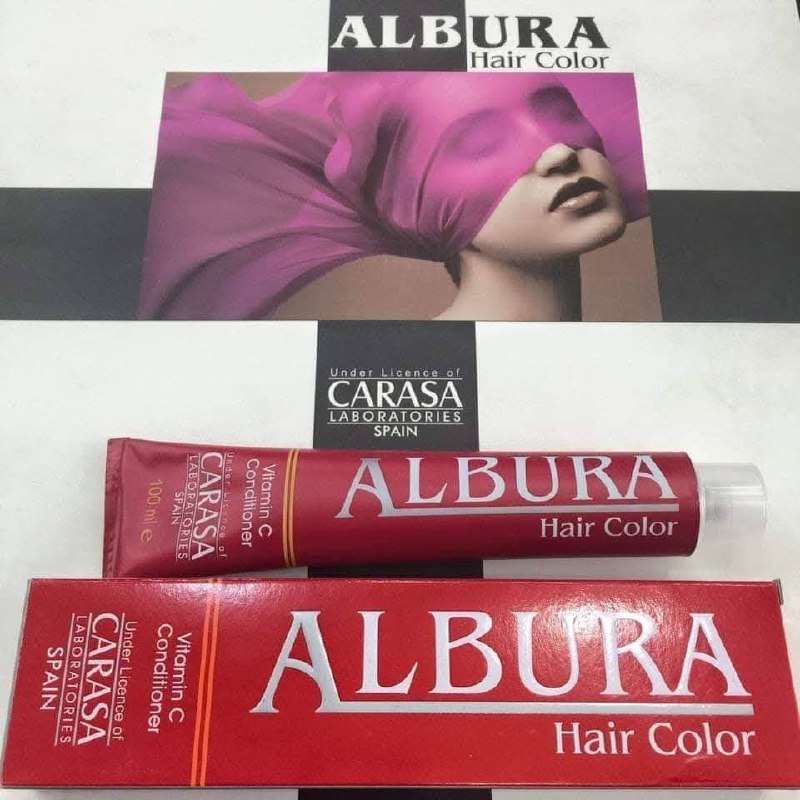 ALBURA
Hair Color
Under Licence of
CARASA
LABORATORIES
SPAIN
Vitamin C
Conditioner
Under Licence of
CARASA
LABORATORIES
SPAIN
100 ml e
ALBURA
Hair Color
Vitamin C
Conditioner
Under Licence of
CARASA
LABORATORIES
SPAIN
ALBURA
Hair Color